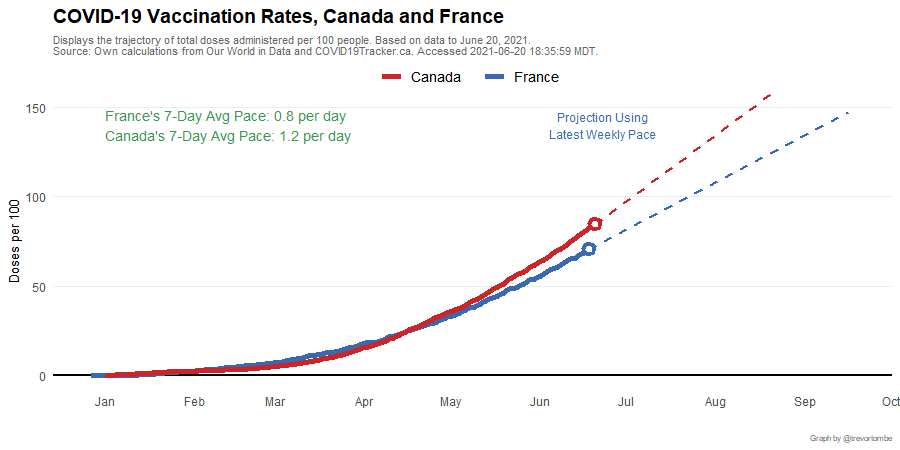 COVID-19 Vaccination Rates, Canada and France
Displays the trajectory of total doses administered per 100 people. Based on data to June 20, 2021.
Source: Own calculations from Our World in Data and COVID19Tracker.ca. Accessed 2021-06-20 18:35:59 MDT.
Canada France
150
France's 7-Day Avg Pace: 0.8 per day
Canada's 7-Day Avg Pace: 1.2 per day
Projection Using
Latest Weekly Pace
100
Doses per 100
50
0
Jan Feb Mar Apr May Jun Jul Aug Sep Oct
Graph by @trevortombe